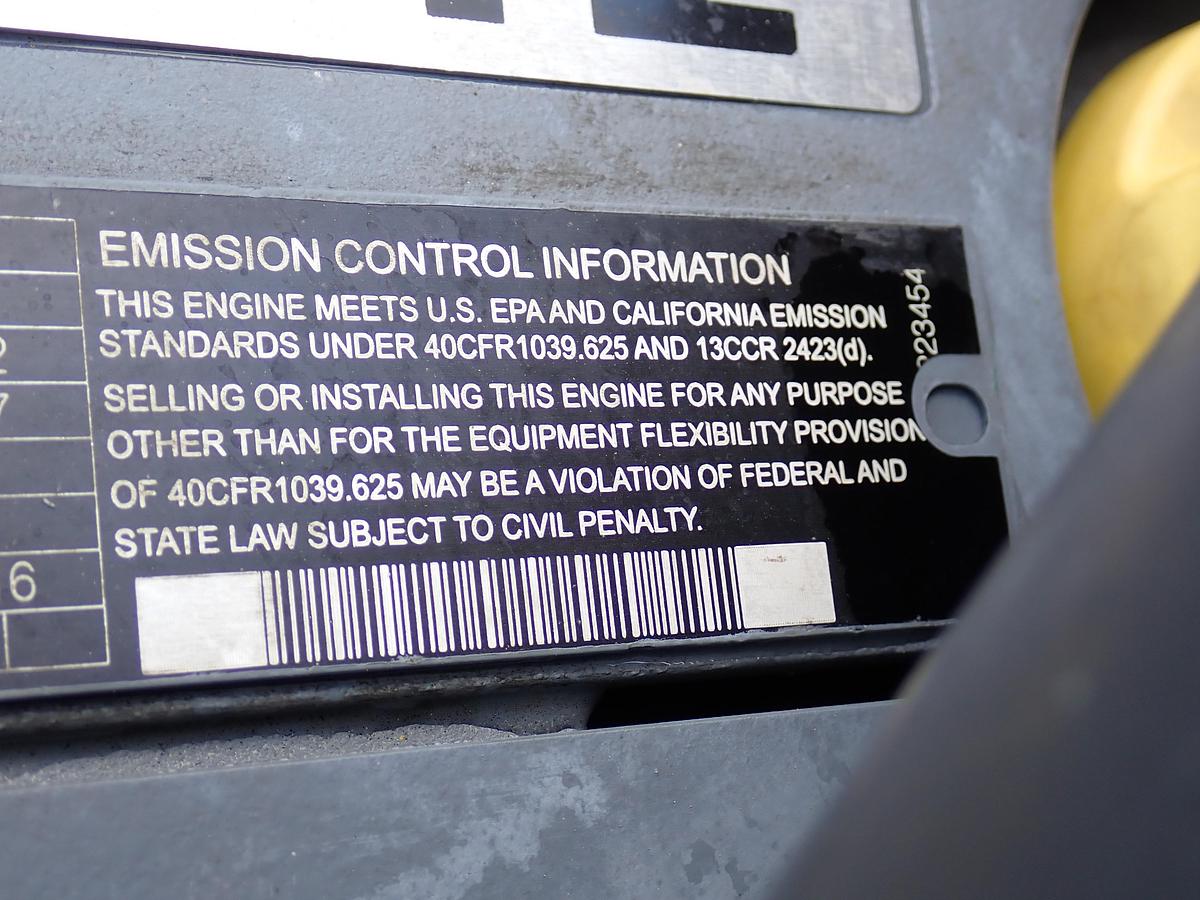 EMISSION CONTROL INFORMATION
THIS ENGINE MEETS U.S. EPA AND CALIFORNIA EMISSION
STANDARDS UNDER 40CFR1039.625 AND 13CCR 2423(d).
SELLING OR INSTALLING THIS ENGINE FOR ANY PURPOSE
OTHER THAN FOR THE EQUIPMENT FLEXIBILITY PROVISION
OF 40CFR1039.625 MAY BE A VIOLATION OF FEDERAL AND
STATE LAW SUBJECT TO CIVIL PENALTY.
6